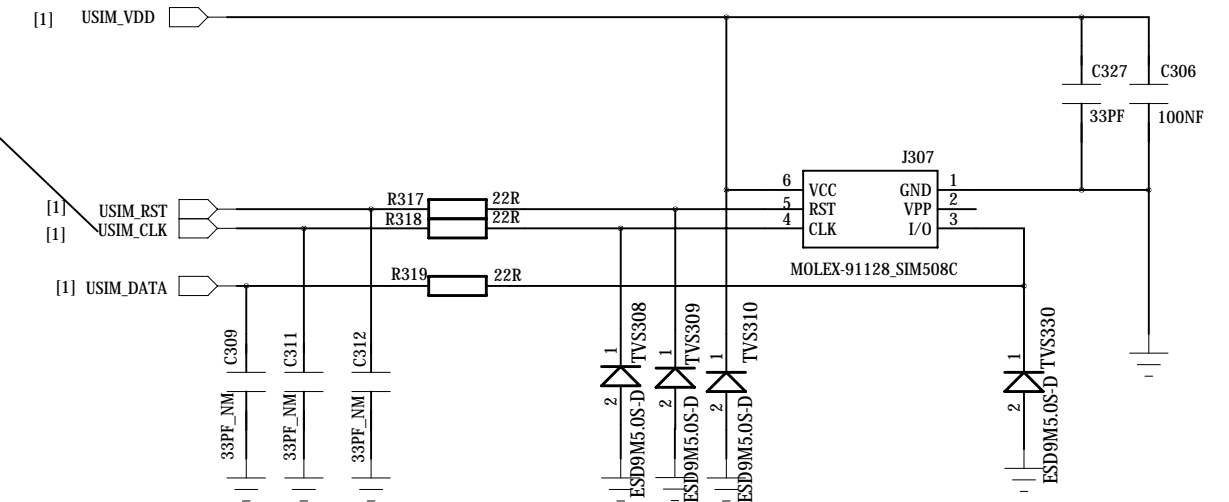 [1] USIM_VDD
C327 C306
33PF 100NF
J307
6 VCC GND 1
5 RST VPP 2
4 CLK I/O 3
MOLEX-91128_SIM508C
[1] USIM_RST
R317 22R
[1] USIM_CLK
R318 22R
[1] USIM_DATA
R319 22R
C309
33PF_NM
C311
33PF_NM
C312
33PF_NM
1 TVS308
2 ESD9M5.0S-D
1 TVS309
2 ESD9M5.0S-D
1 TVS310
2 ESD9M5.0S-D
1 TVS330
2 ESD9M5.0S-D